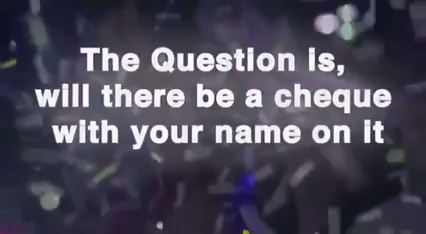 The Question is,
will there be a cheque
with your name on it